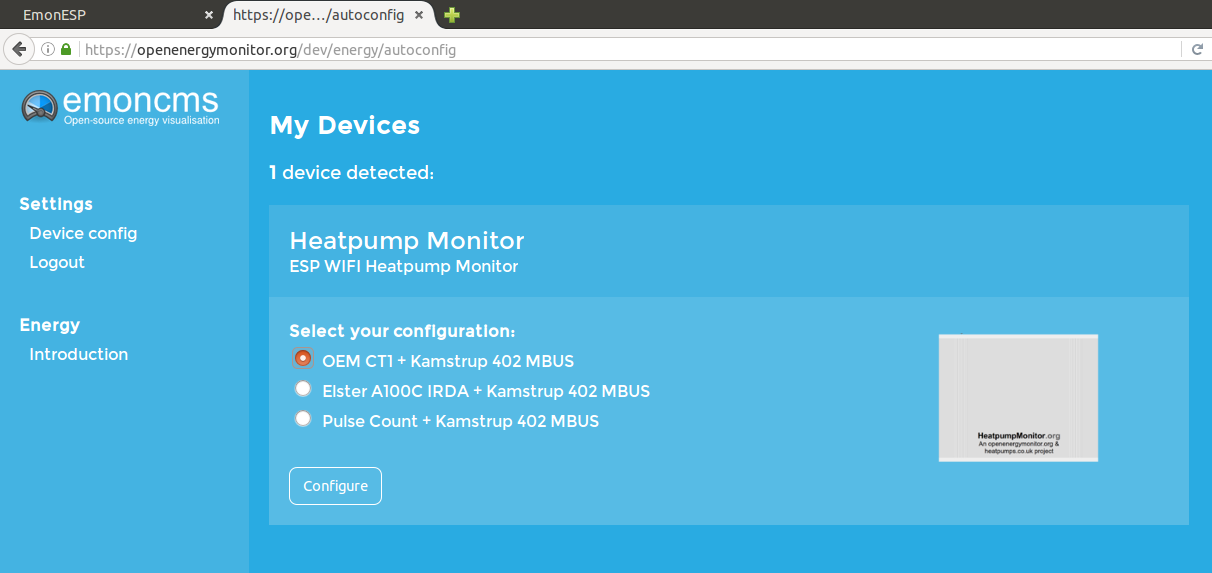 EmonESP
https://ope.../autoconfig
https://openenergymonitor.org/dev/energy/autoconfig
emoncms
Open-source energy visualisation
Settings
Device config
Logout
Energy
Introduction
My Devices
1 device detected:
Heatpump Monitor
ESP WIFI Heatpump Monitor
Select your configuration:
OEM CT1 + Kamstrup 402 MBUS
Elster A100C IRDA + Kamstrup 402 MBUS
Pulse Count + Kamstrup 402 MBUS
Configure
HeatpumpMonitor.org
An openenergymonitor.org &
heatpumps.co.uk project